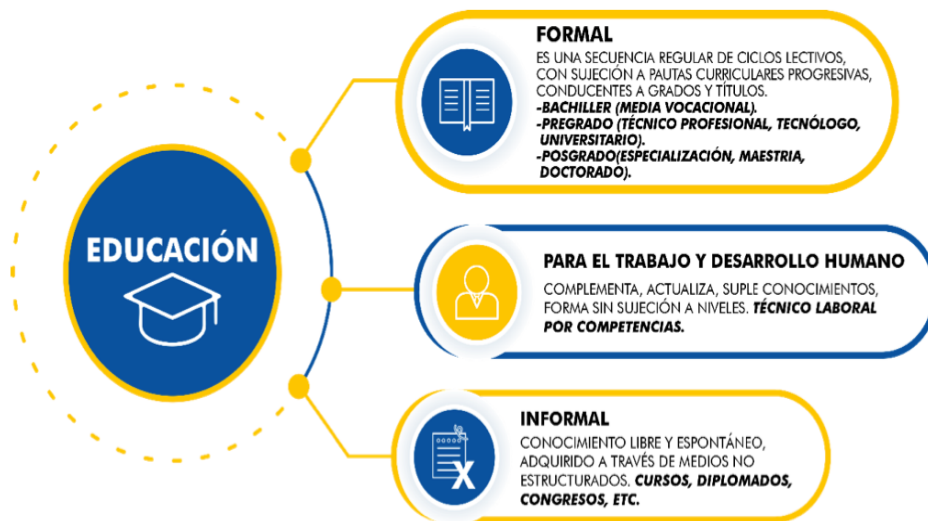 EDUCACIÓN
FORMAL
ES UNA SECUENCIA REGULAR DE CICLOS LECTIVOS,
CON SUJECIÓN A PAUTAS CURRICULARES PROGRESIVAS,
CONDUCENTES A GRADOS Y TÍTULOS.
-BACHILLER (MEDIA VOCACIONAL).
-PREGRADO (TÉCNICO PROFESIONAL, TECNÓLOGO,
UNIVERSITARIO).
-POSGRADO(ESPECIALIZACIÓN, MAESTRIA,
DOCTORADO).
PARA EL TRABAJO Y DESARROLLO HUMANO
COMPLEMENTA, ACTUALIZA, SUPLE CONOCIMIENTOS,
FORMA SIN SUJECIÓN A NIVELES. TÉCNICO LABORAL
POR COMPETENCIAS.
INFORMAL
CONOCIMIENTO LIBRE Y ESPONTÁNEO,
ADQUIRIDO A TRAVÉS DE MEDIOS NO
ESTRUCTURADOS. CURSOS, DIPLOMADOS,
CONGRESOS, ETC.